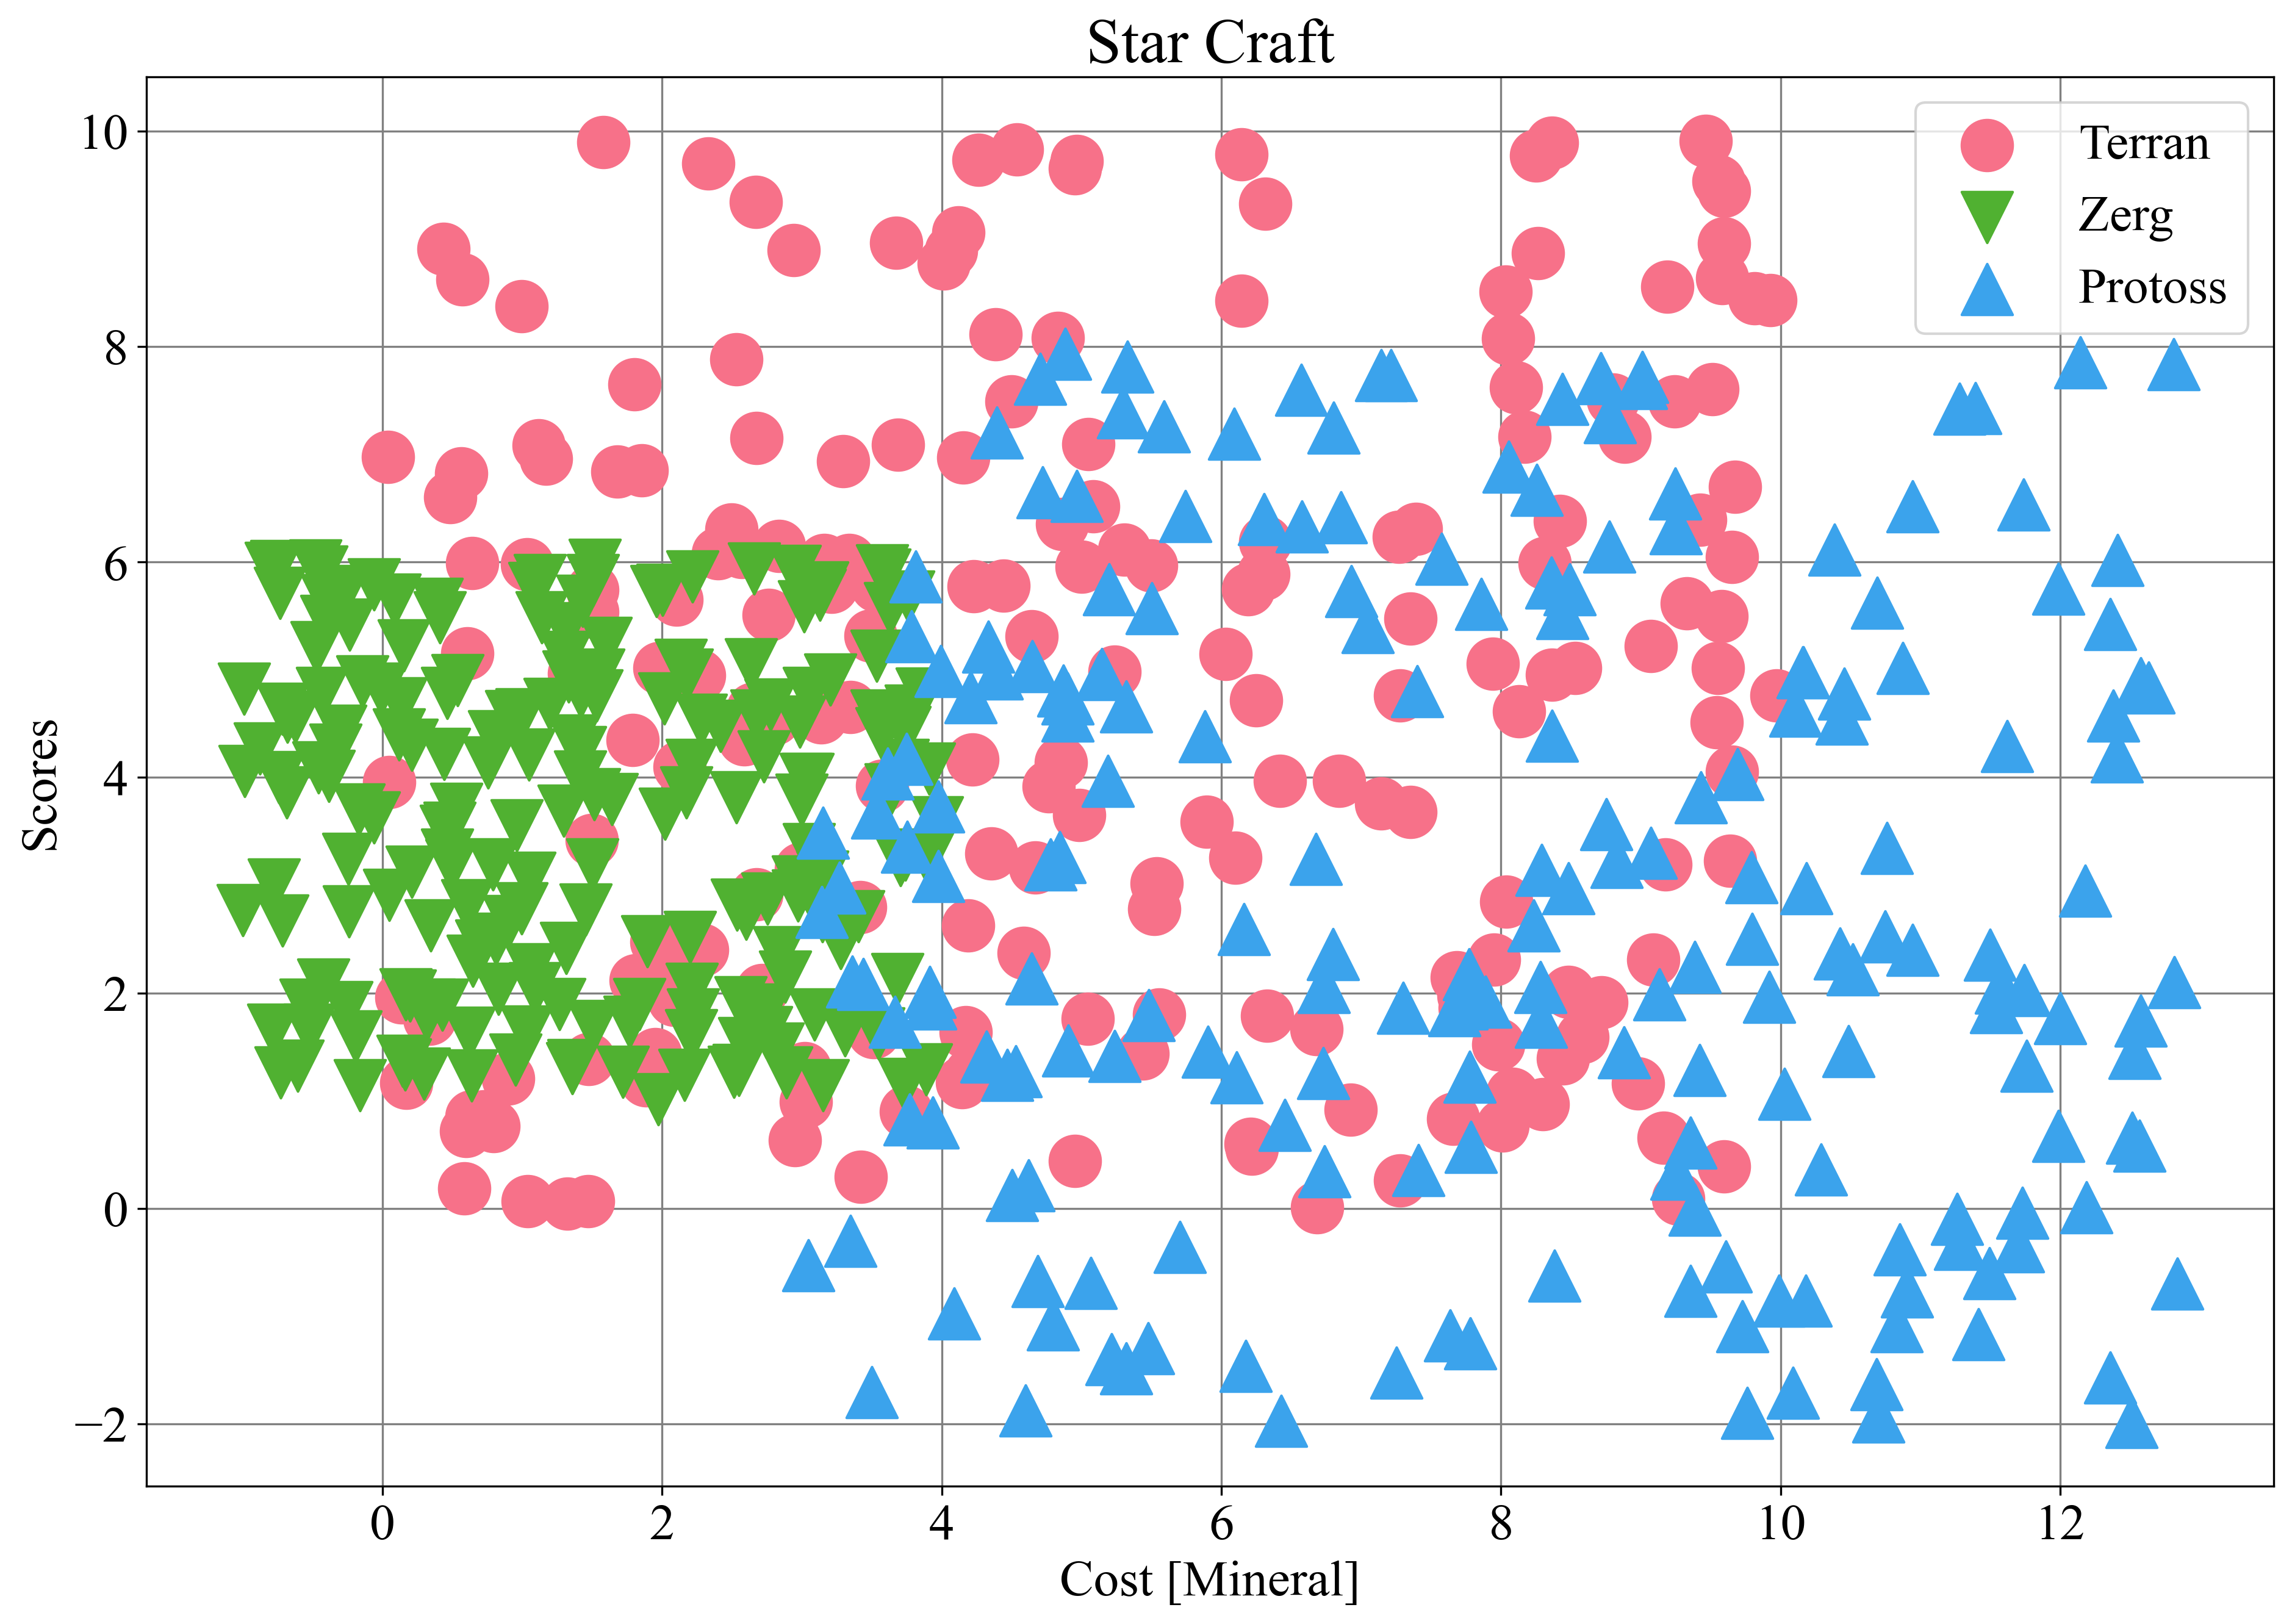 Star Craft
Terran
Zerg
Protoss
Scores
10
8
6
4
2
0
−2
0 2 4 6 8 10 12
Cost [Mineral]